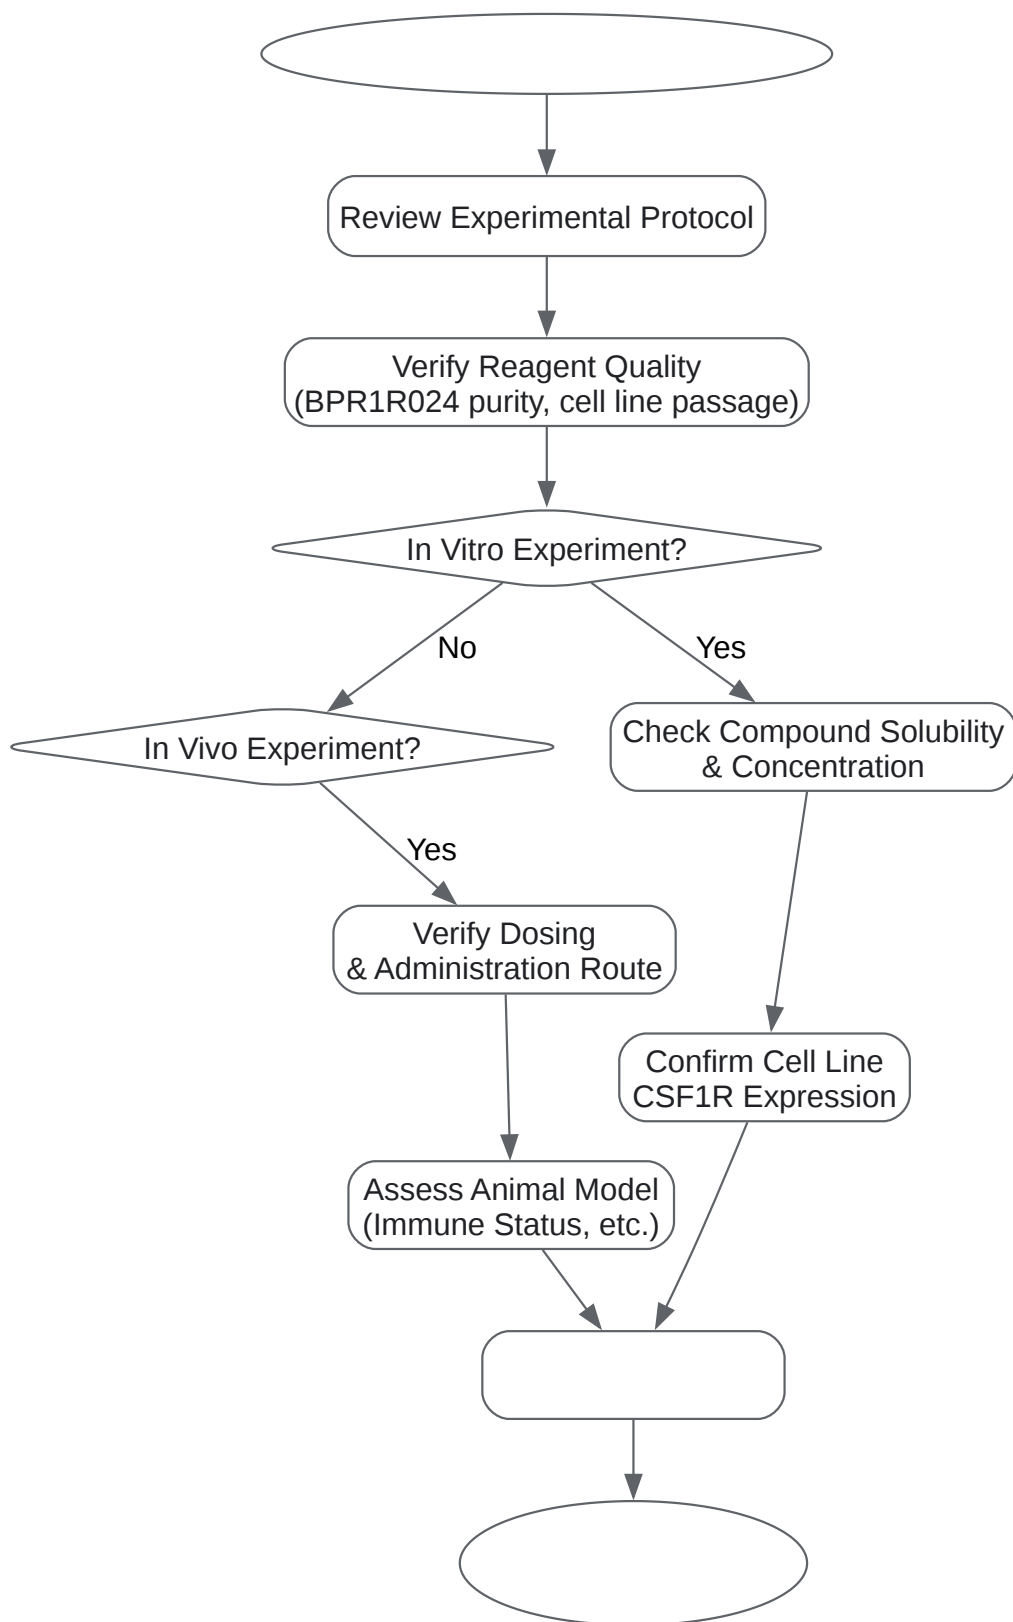 Review Experimental Protocol
Verify Reagent Quality
(BPR1R024 purity, cell line passage)
In Vitro Experiment?
No
Yes
In Vivo Experiment?
Check Compound Solubility
& Concentration
Yes
Verify Dosing
& Administration Route
Confirm Cell Line
CSF1R Expression
Assess Animal Model
(Immune Status, etc.)